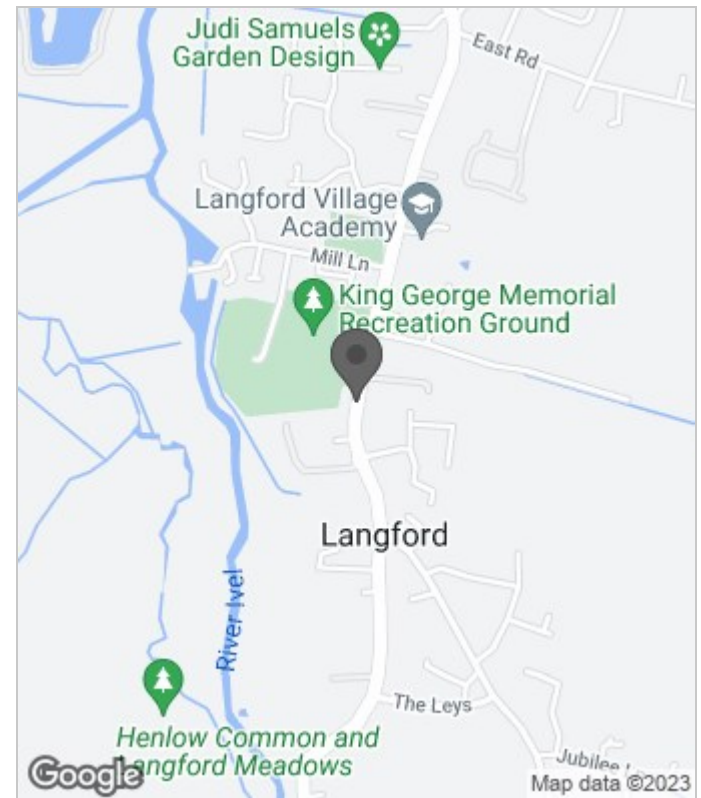 Judi Samuels
Garden Design
East Rd
Langford Village
Academy
Mill Ln
King George Memorial
Recreation Ground
Langford
River Ivel
The Leys
Henlow Common and
Langford Meadows
Jubilee
Google
Map data ©2023